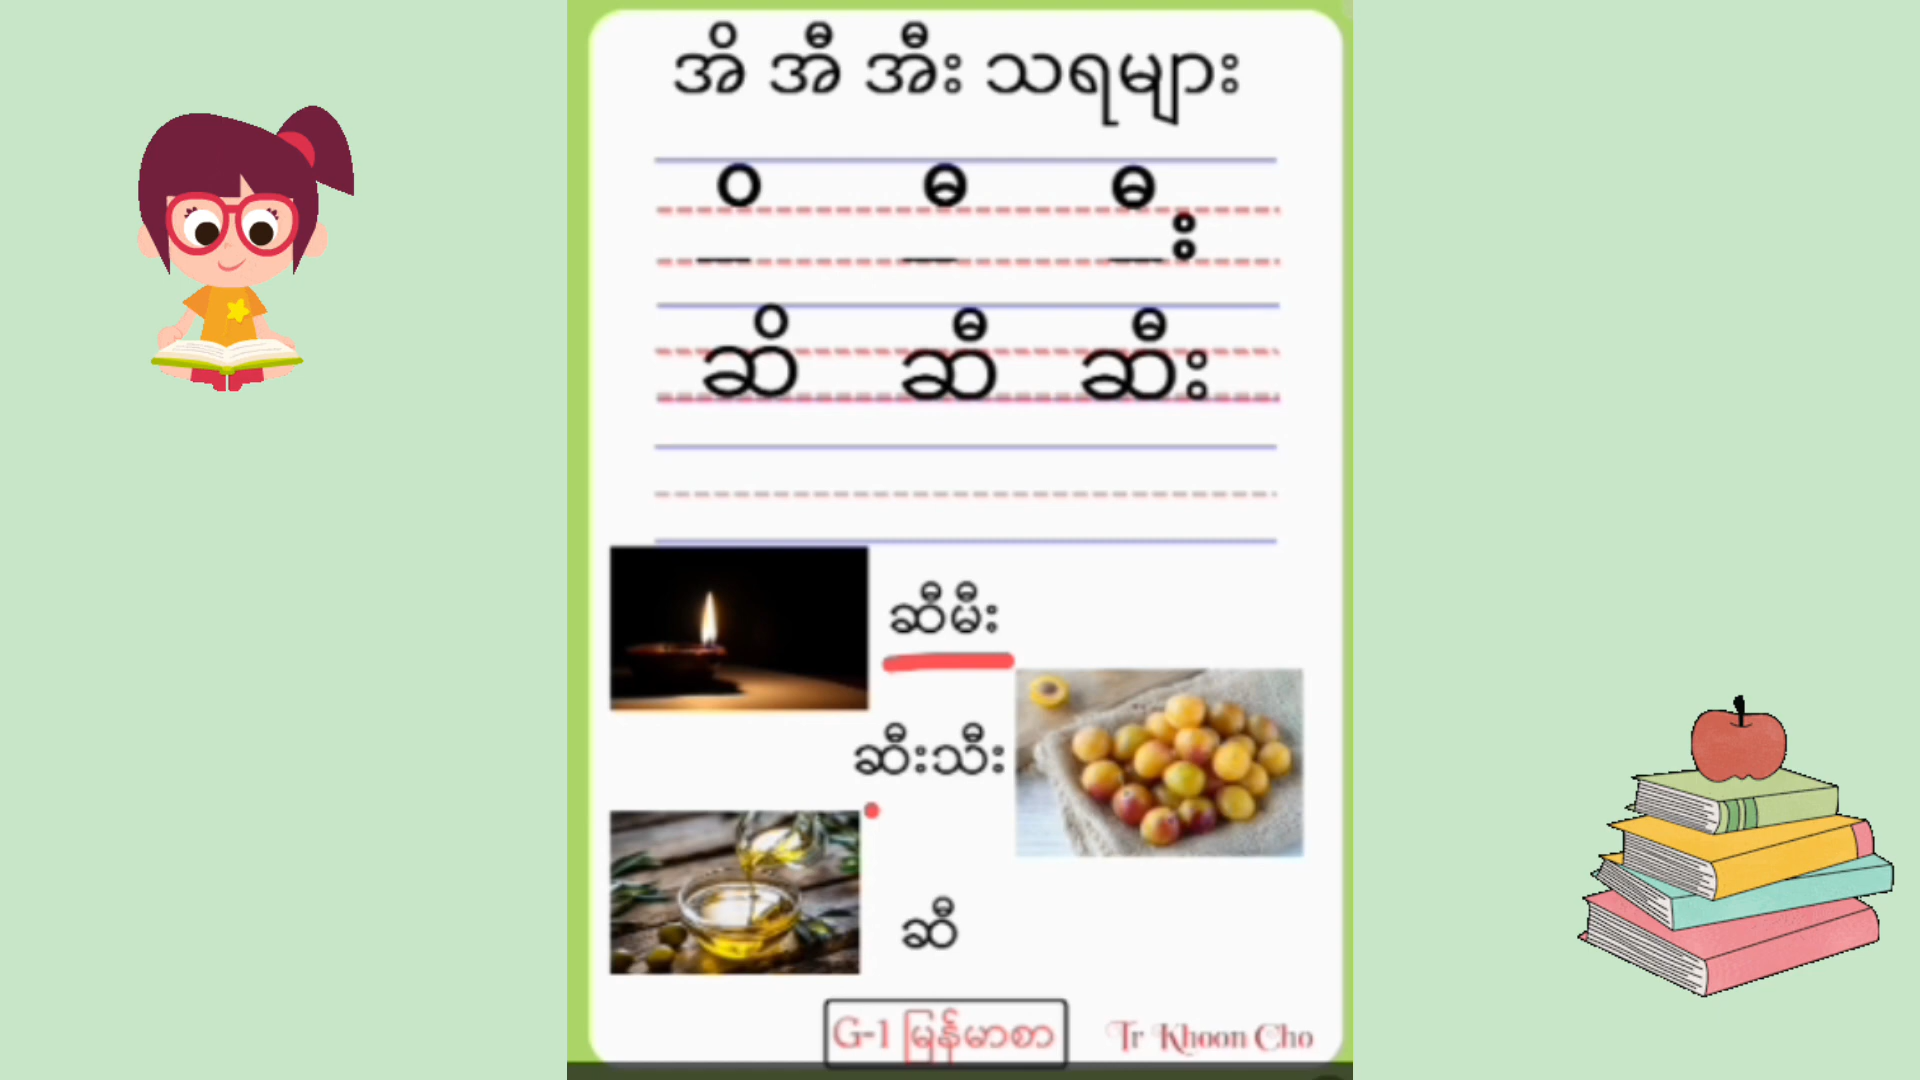 အိ အီ အီး သရများ
ိ ီ ီး
ဆိ ဆီ ဆီး
ဆီမီး
ဆီးသီး
ဆီ
G-1 မြန်မာစာ
Tr Khoon Cho